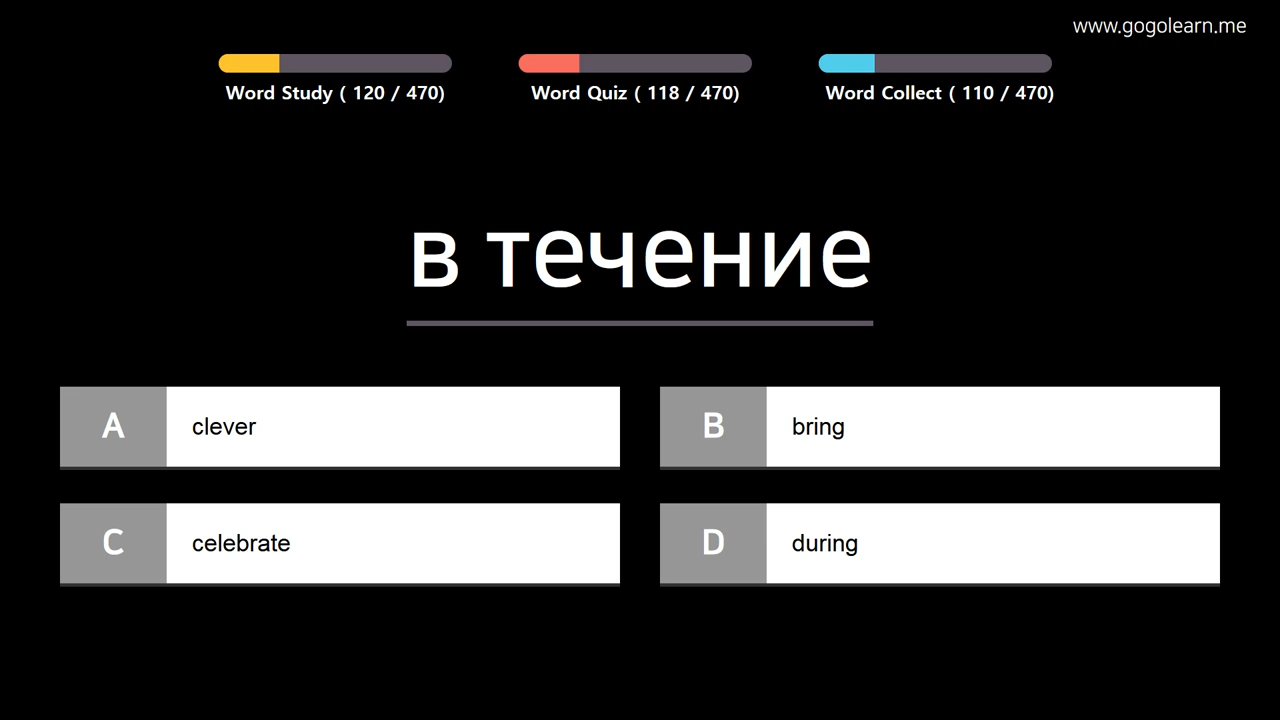 www.gogolearn.me
Word Study ( 120 / 470)
Word Quiz ( 118 / 470)
Word Collect ( 110 / 470)
в течение
A clever
B bring
C celebrate
D during